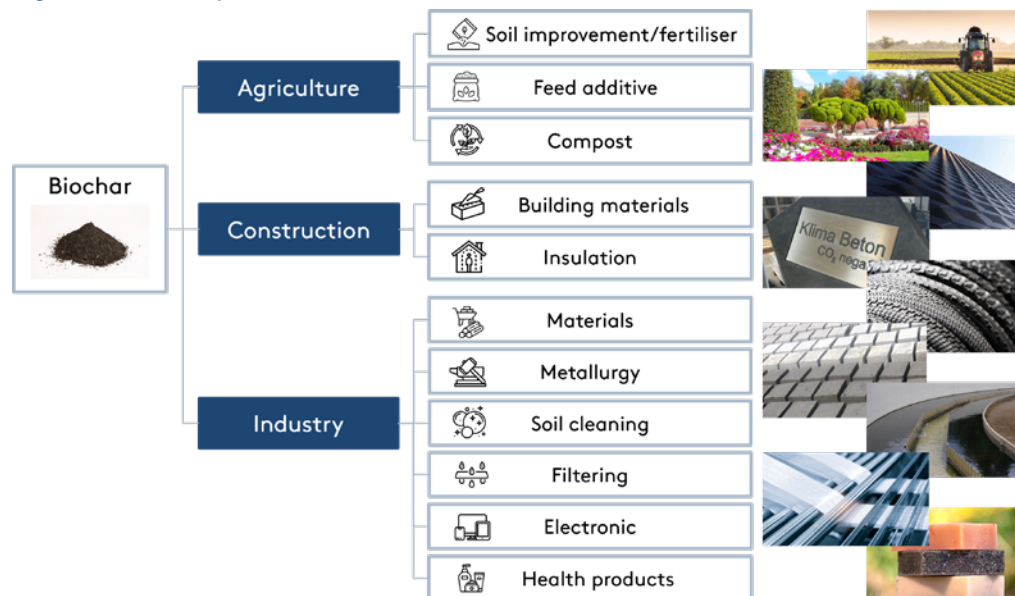 Biochar
Agriculture
Soil improvement/fertiliser
Feed additive
Compost
Construction
Building materials
Insulation
Industry
Materials
Metallurgy
Soil cleaning
Filtering
Electronic
Health products
Klima Beton
CO₂ nega